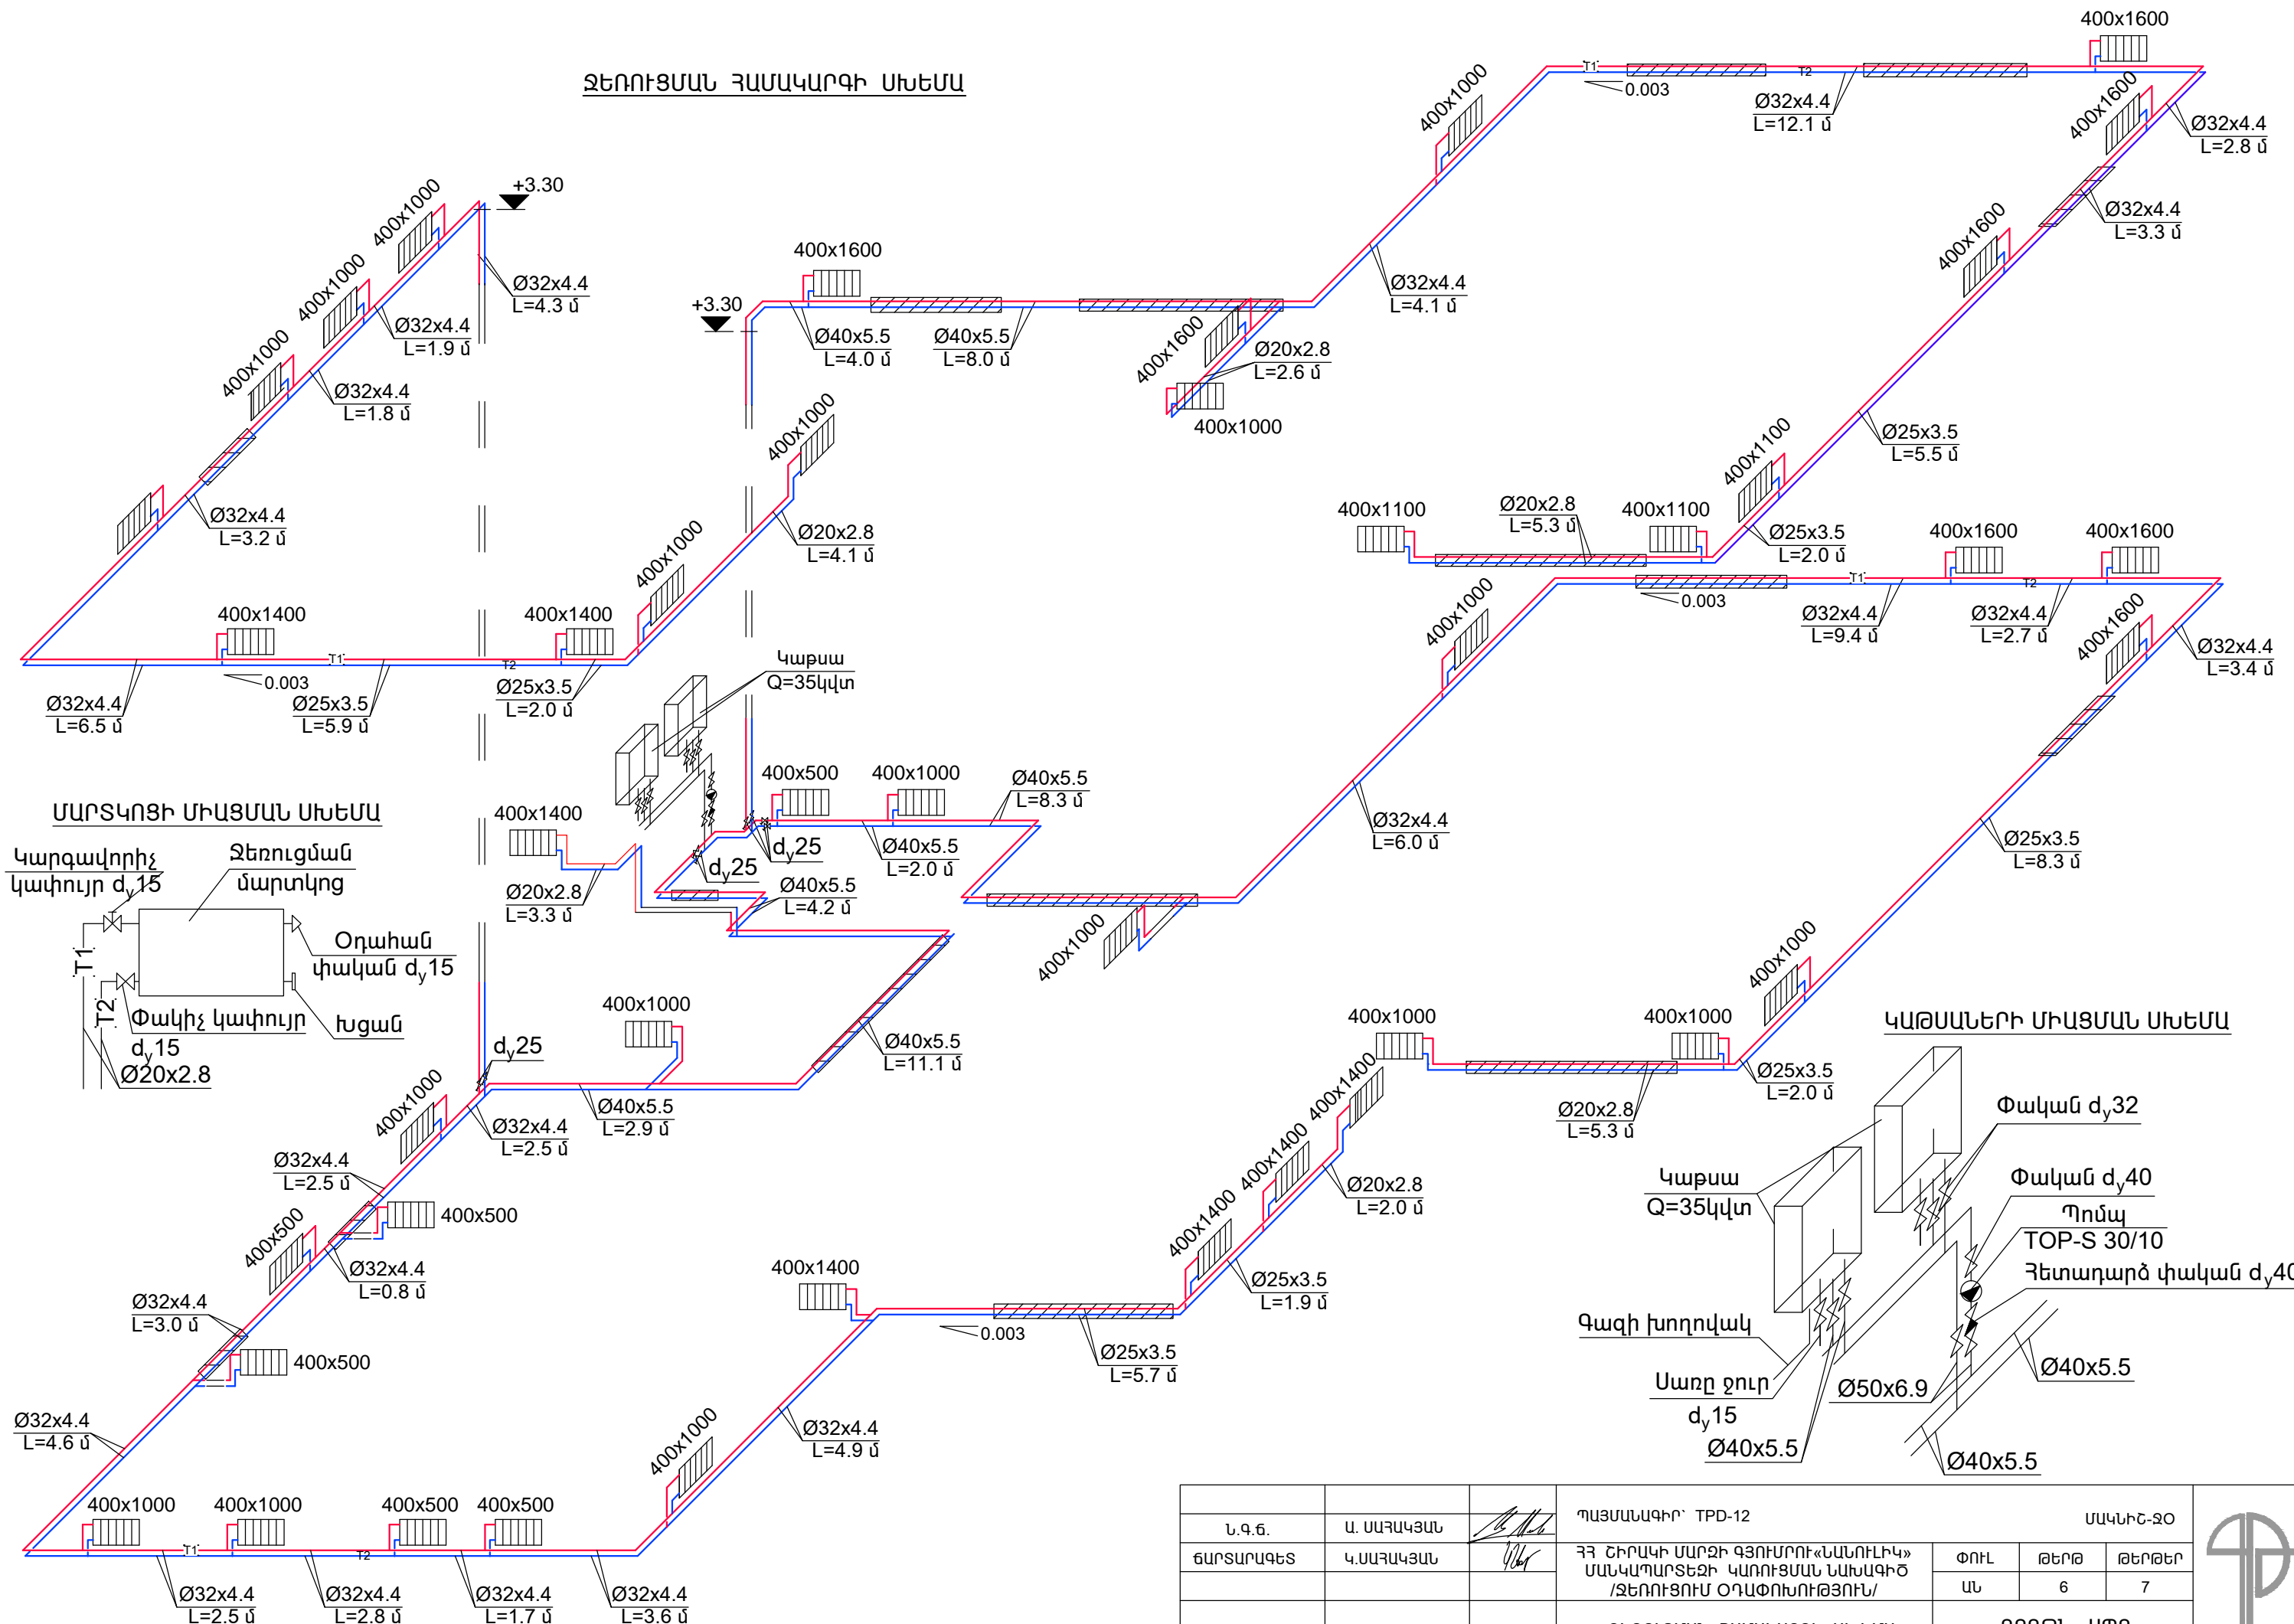 ՋԵՌՈՒՑՄԱՆ ՀԱՄԱԿԱՐԳԻ ՍԽԵՄԱ
400x1600
400x1000
T1
T2
0.003
Ø32x4.4
L=12.1 մ
400x1600
Ø32x4.4
L=2.8 մ
Ø32x4.4
L=3.3 մ
400x1600
+3.30
400x1000
400x1000
400x1000
Ø32x4.4
L=4.3 մ
Ø32x4.4
L=1.9 մ
Ø32x4.4
L=1.8 մ
Ø32x4.4
L=3.2 մ
400x1600
+3.30
Ø40x5.5
L=4.0 մ
Ø40x5.5
L=8.0 մ
Ø32x4.4
L=4.1 մ
400x1600
Ø20x2.8
L=2.6 մ
400x1000
400x1000
Ø20x2.8
L=4.1 մ
400x1000
Ø25x3.5
L=5.5 մ
400x1100
400x1100
Ø20x2.8
L=5.3 մ
400x1100
Ø25x3.5
L=2.0 մ
400x1600
400x1600
400x1400
T1
400x1400
T2
0.003
Ø32x4.4
L=6.5 մ
Ø25x3.5
L=5.9 մ
Ø25x3.5
L=2.0 մ
Կաթսա
Q=35կվտ
400x1000
0.003
T1
T2
Ø32x4.4
L=9.4 մ
Ø32x4.4
L=2.7 մ
400x1600
Ø32x4.4
L=3.4 մ
ՄԱՐՏԿՈՑԻ ՄԻԱՑՄԱՆ ՍԽԵՄԱ
Կարգավորիչ
կափույր dy15
Ջեռուցման
մարտկոց
Օդահան
փական dy15
T1
T2
Փակիչ կափույր
dy15
Խցան
Ø20x2.8
400x1400
400x500
400x1000
Ø40x5.5
L=8.3 մ
dy25
dy25
Ø40x5.5
L=2.0 մ
Ø20x2.8
L=3.3 մ
Ø40x5.5
L=4.2 մ
Ø32x4.4
L=6.0 մ
Ø25x3.5
L=8.3 մ
400x1000
400x1000
400x1000
Ø40x5.5
L=11.1 մ
dy25
400x1000
Ø32x4.4
L=2.5 մ
Ø40x5.5
L=2.9 մ
400x1000
400x1000
Ø25x3.5
L=2.0 մ
Ø20x2.8
L=5.3 մ
Ø32x4.4
L=2.5 մ
400x500
400x500
Ø32x4.4
L=0.8 մ
Ø32x4.4
L=3.0 մ
400x500
Ø32x4.4
L=4.6 մ
400x1400
400x1400
400x1400
400x1400
Ø20x2.8
L=2.0 մ
Ø25x3.5
L=1.9 մ
0.003
Ø25x3.5
L=5.7 մ
Ø32x4.4
L=4.9 մ
400x1000
400x1000
400x1000
400x500
400x500
T1
T2
Ø32x4.4
L=2.5 մ
Ø32x4.4
L=2.8 մ
Ø32x4.4
L=1.7 մ
Ø32x4.4
L=3.6 մ
ԿԱԹՍԱՆԵՐԻ ՄԻԱՑՄԱՆ ՍԽԵՄԱ
Փական dy32
Կաթսա
Q=35կվտ
Փական dy40
Պոմպ
TOP-S 30/10
Հետադարձ փական dy40
Գազի խողովակ
Սառը ջուր
dy15
Ø50x6.9
Ø40x5.5
Ø40x5.5
Ø40x5.5
ՊԱՅՄԱՆԱԳԻՐ՝ TPD-12 ՄԱԿՆԻՇ-ՋՕ
Ն.Գ.Ճ. Ա. ՍԱՀԱԿՅԱՆ
ՃԱՐՏԱՐԱԳԵՏ Կ.ՍԱՀԱԿՅԱՆ
ՀՀ ՇԻՐԱԿԻ ՄԱՐԶԻ ԳՅՈՒՄՐՈՒ «ՆԱՆՈՒԼԻԿ»
ՄԱՆԿԱՊԱՐՏԵԶԻ ԿԱՌՈՒՑՄԱՆ ՆԱԽԱԳԻԾ
/ՋԵՌՈՒՑՈՒՄ ՕԴԱՓՈԽՈՒԹՅՈՒՆ/
ՓՈՒԼ ԹԵՐԹ ԹԵՐԹԵՐ
ԱՆ 6 7